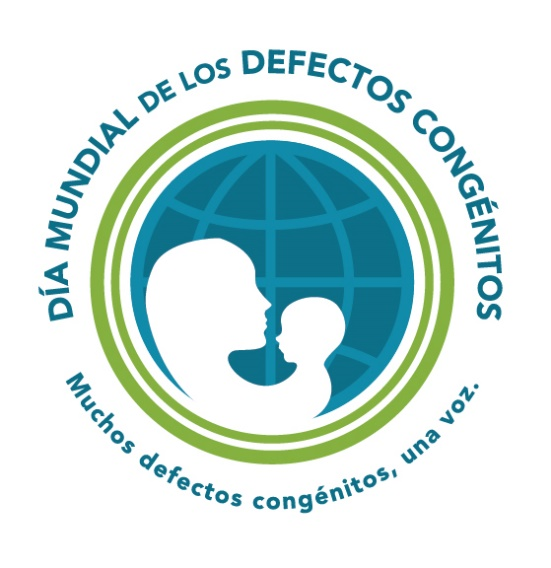 DÍA MUNDIAL DE LOS DEFECTOS CONGÉNITOS
Muchos defectos congénitos, una voz.